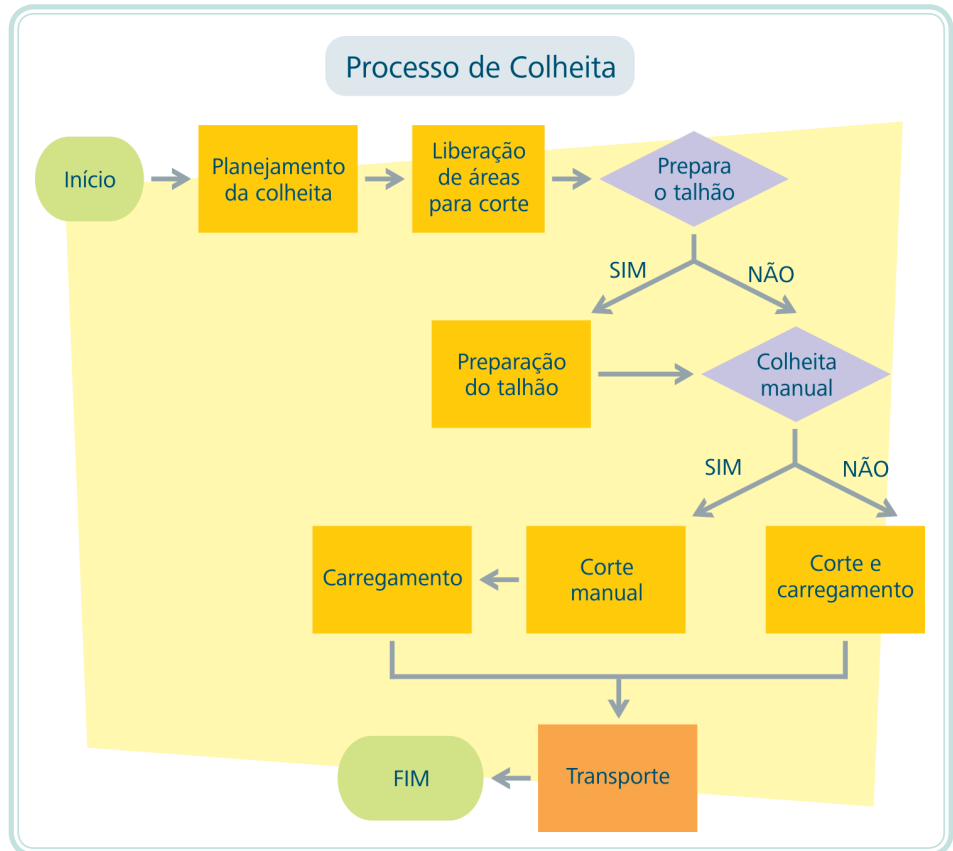 Processo de Colheita
Início
Planejamento
da colheita
Liberação
de áreas
para corte
Prepara
o talhão
SIM
NÃO
Preparação
do talhão
Colheita
manual
SIM
NÃO
Carregamento
Corte
manual
Corte e
carregamento
FIM
Transporte